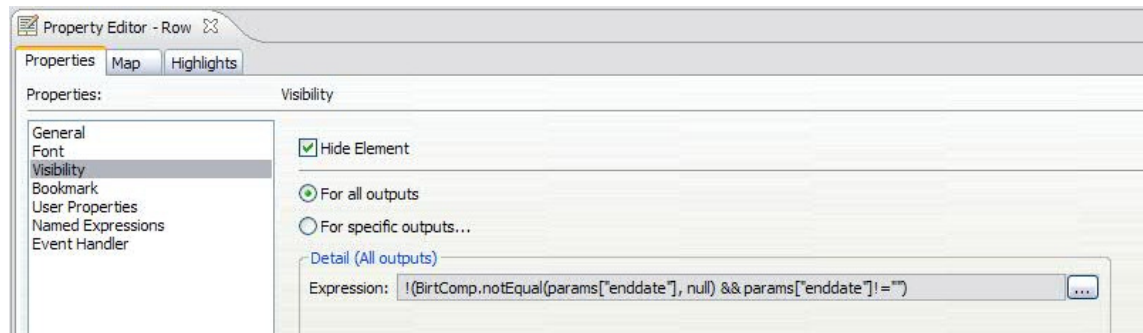 Property Editor - Row
Properties Map Highlights
Properties: Visibility
General
Font
Visibility
Bookmark
User Properties
Named Expressions
Event Handler
Hide Element
For all outputs
For specific outputs...
Detail (All outputs)
Expression: !(BirtComp.notEqual(params["enddate"], null) && params["enddate"]!="") ...